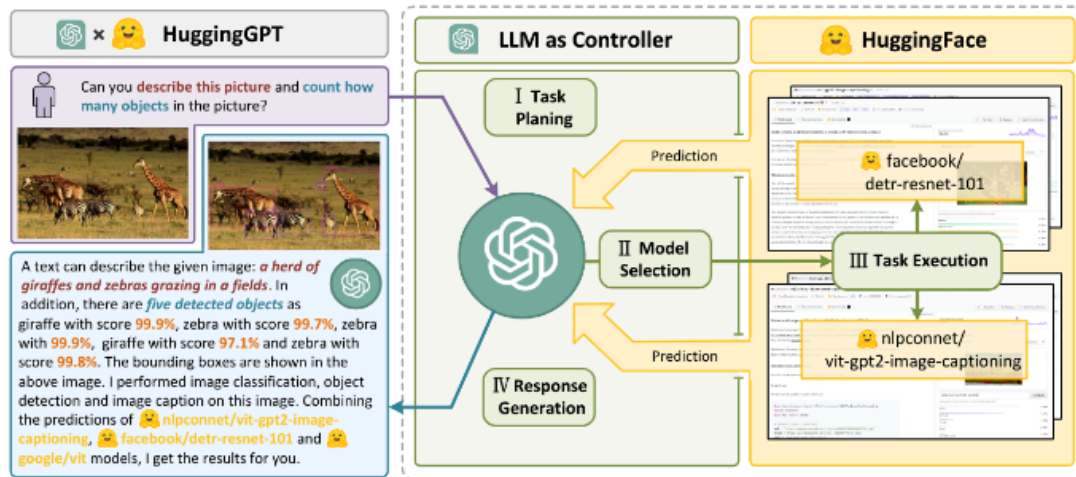 × HuggingGPT
Can you describe this picture and count how
many objects in the picture?
A text can describe the given image: a herd of
giraffes and zebras grazing in a fields. In
addition, there are five detected objects as
giraffe with score 99.9%, zebra with score 99.7%, zebra
with 99.9%, giraffe with score 97.1% and zebra with
score 99.8%. The bounding boxes are shown in the
above image. I performed image classification, object
detection and image caption on this image. Combining
the predictions of nlpconnet/vit-gpt2-image-
captioning, facebook/detr-resnet-101 and
google/vit models, I get the results for you.
LLM as Controller
Ⅰ Task
Planing
Prediction
Ⅱ Model
Selection
Prediction
Ⅳ Response
Generation
HuggingFace
facebook/
detr-resnet-101
Ⅲ Task Execution
nlpconnet/
vit-gpt2-image-captioning